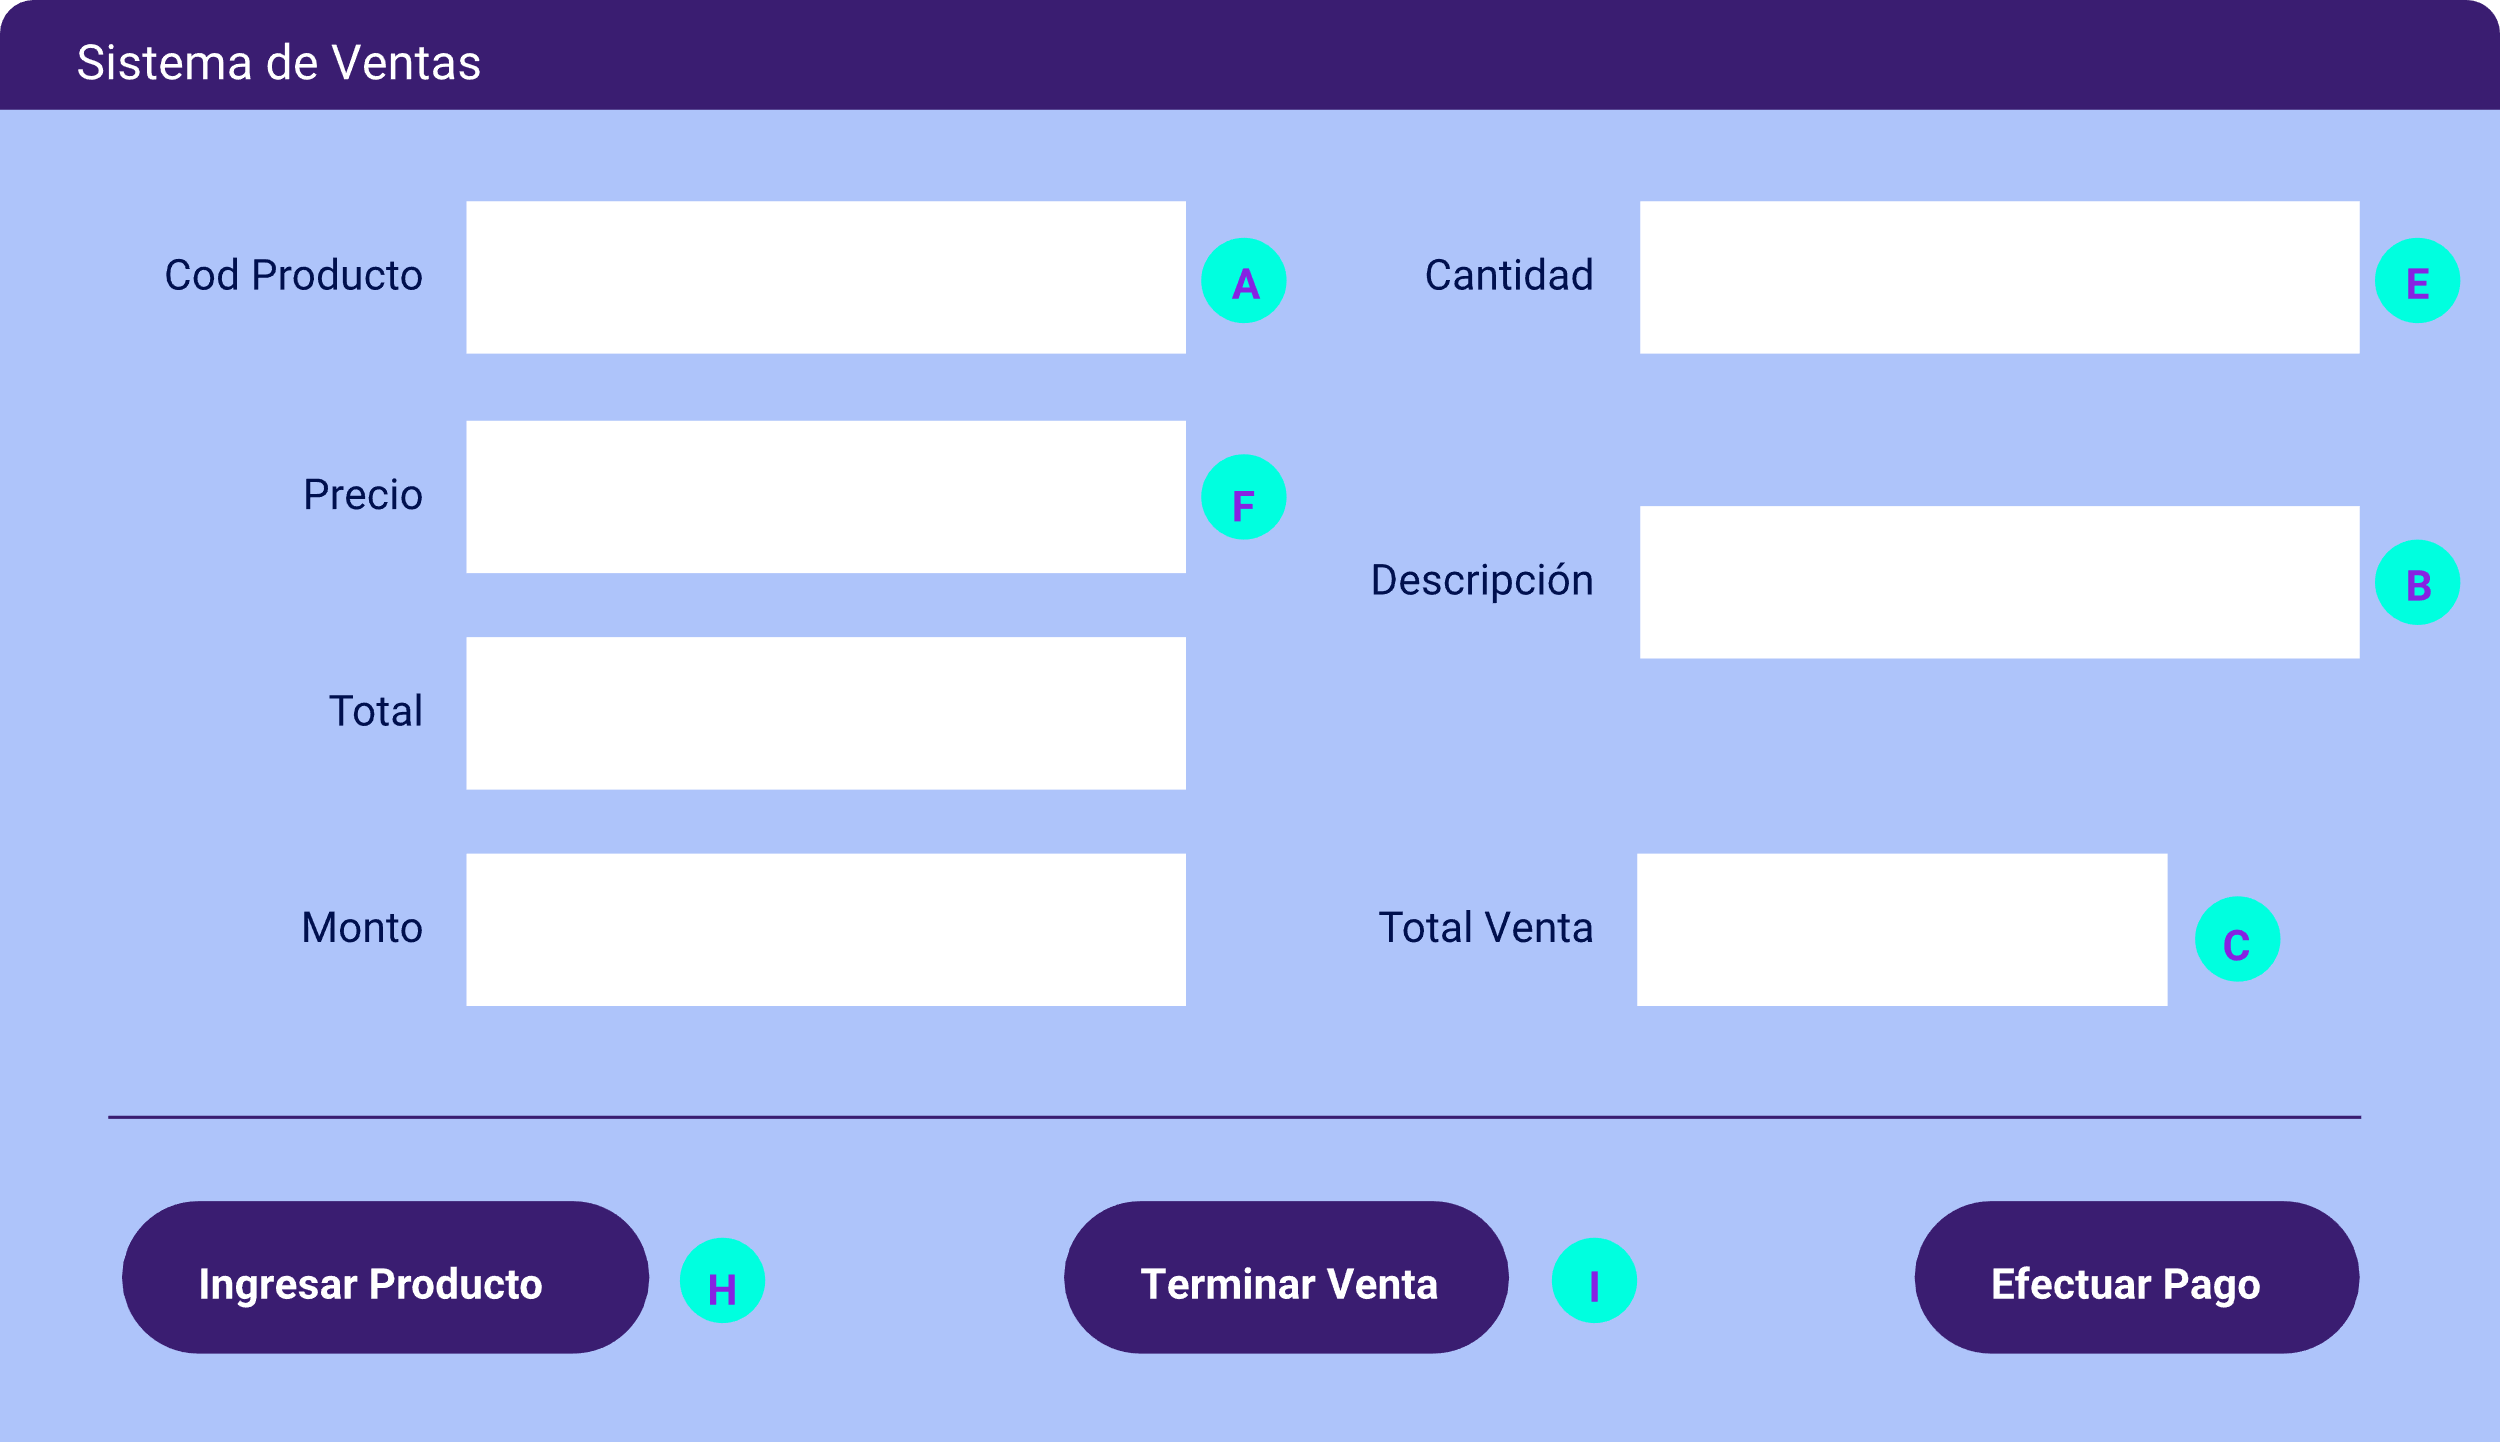 Sistema de Ventas
Cod Producto
A
Cantidad
E
Precio
F
Descripción
B
Total
Monto
Total Venta
C
Ingresar Producto
H
Terminar Venta
I
Efectuar Pago